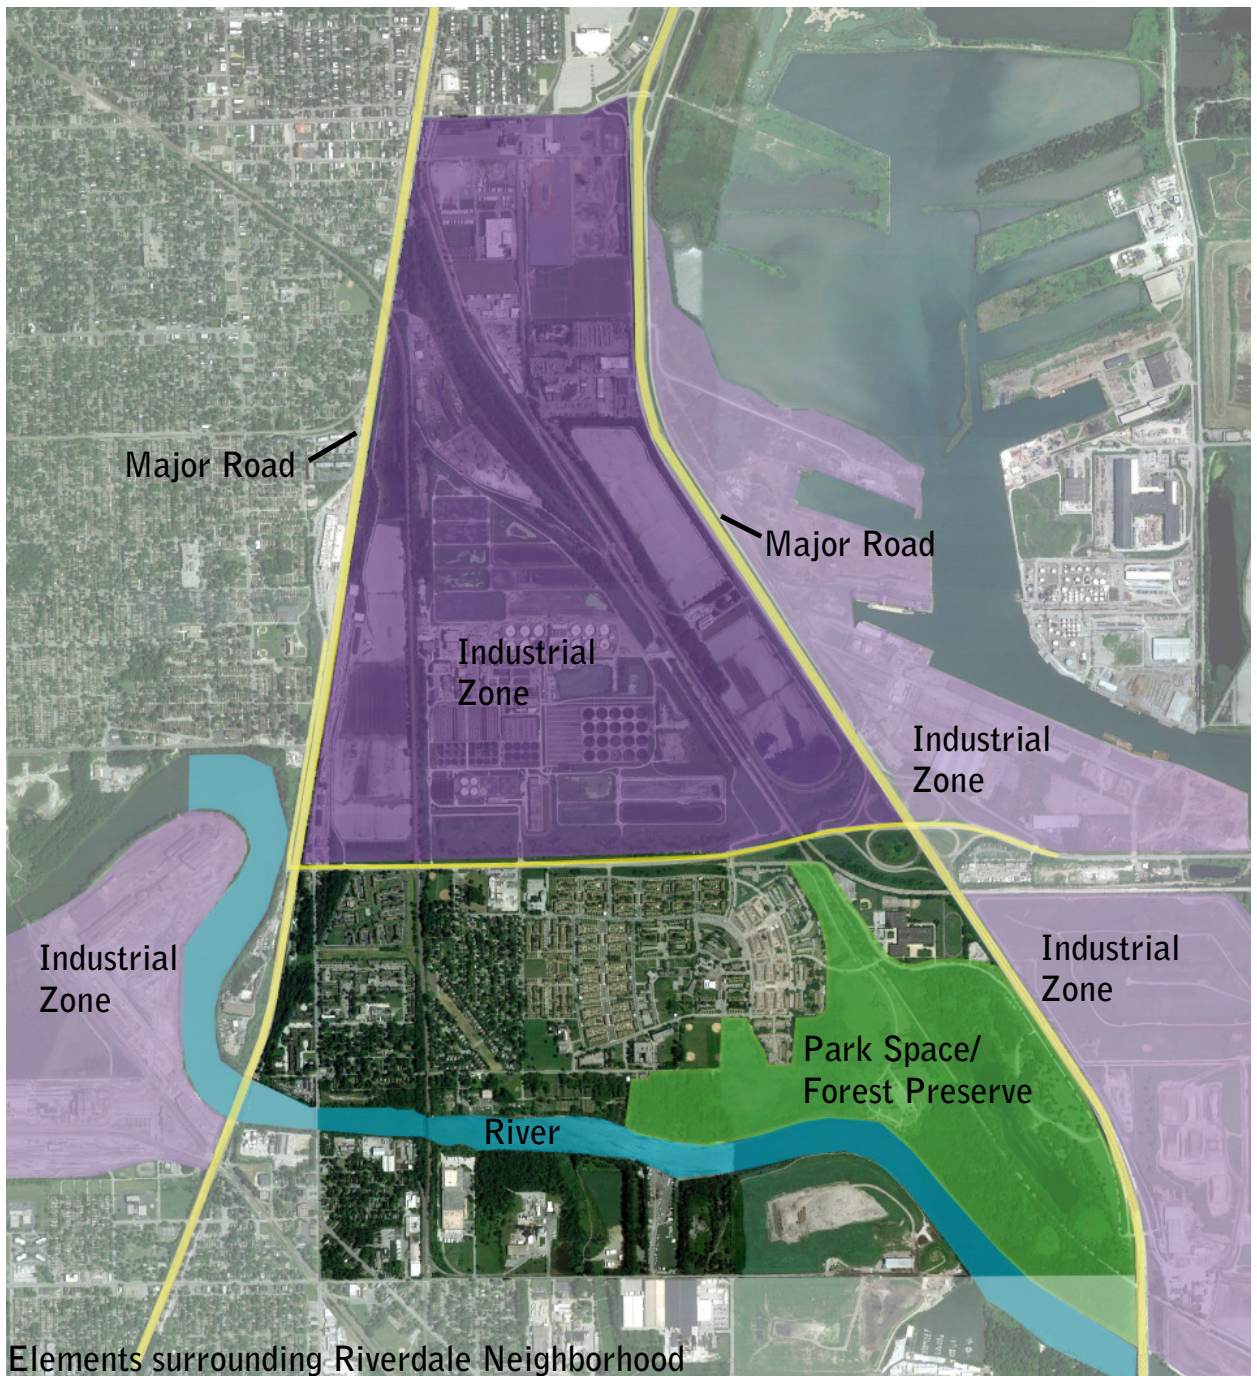 Major Road
Major Road
Industrial
Zone
Industrial
Zone
Industrial
Zone
Industrial
Zone
Park Space/
Forest Preserve
River
Elements surrounding Riverdale Neighborhood